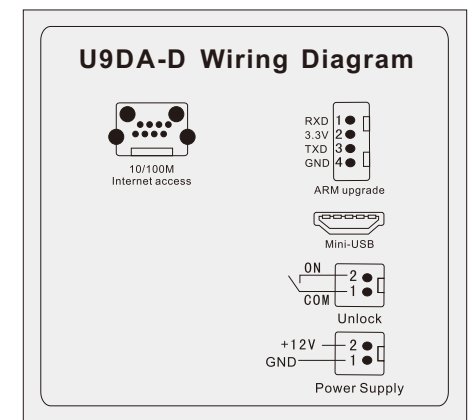 U9DA-D Wiring Diagram
10/100M
Internet access
RXD 1
3.3V 2
TXD 3
GND 4
ARM upgrade
Mini-USB
ON 2
COM 1
Unlock
+12V 2
GND 1
Power Supply